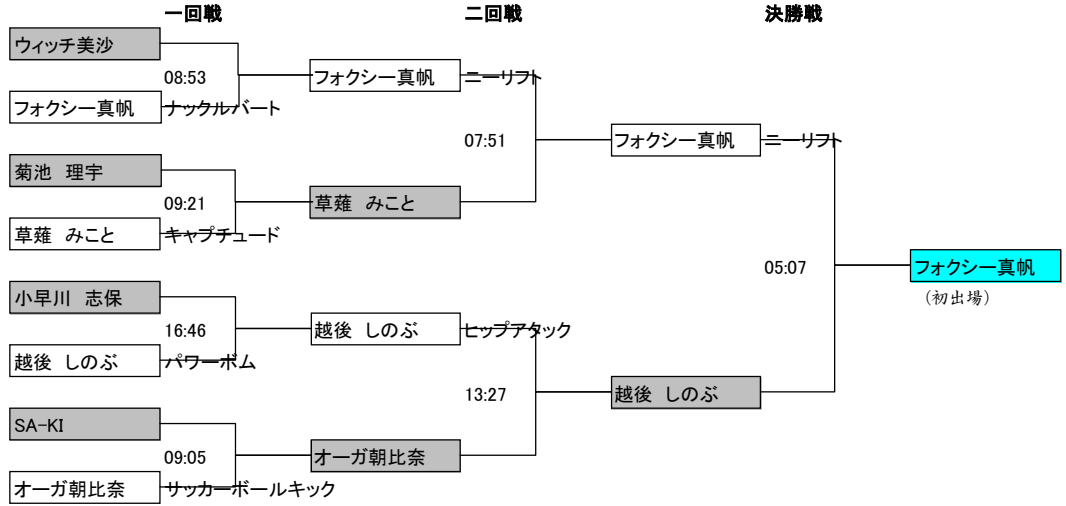 一回戦
二回戦
決勝戦
ウィッチ美沙
08:53
フォクシー真帆
ナックルパート
フォクシー真帆
ニーリフト
07:51
菊池 理宇
09:21
草薙 みこと
キャプチュード
草薙 みこと
フォクシー真帆
ニーリフト
05:07
フォクシー真帆
(初出場)
小早川 志保
16:46
越後 しのぶ
パワーボム
越後 しのぶ
ヒップアタック
13:27
越後 しのぶ
SA-KI
09:05
オーガ朝比奈
サッカーボールキック
オーガ朝比奈